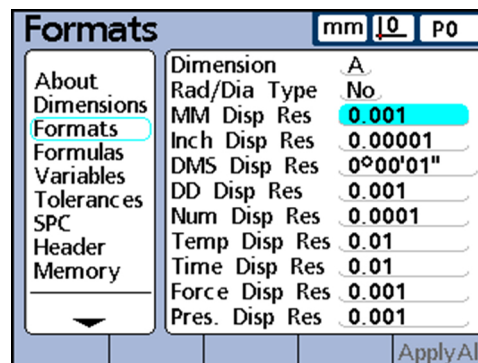 Formats
mm 0 P0
About
Dimensions
Formats
Formulas
Variables
Tolerances
SPC
Header
Memory
Dimension A
Rad/Dia Type No
MM Disp Res 0.001
Inch Disp Res 0.00001
DMS Disp Res 0°00'01"
DD Disp Res 0.001
Num Disp Res 0.0001
Temp Disp Res 0.01
Time Disp Res 0.01
Force Disp Res 0.001
Pres. Disp Res 0.001